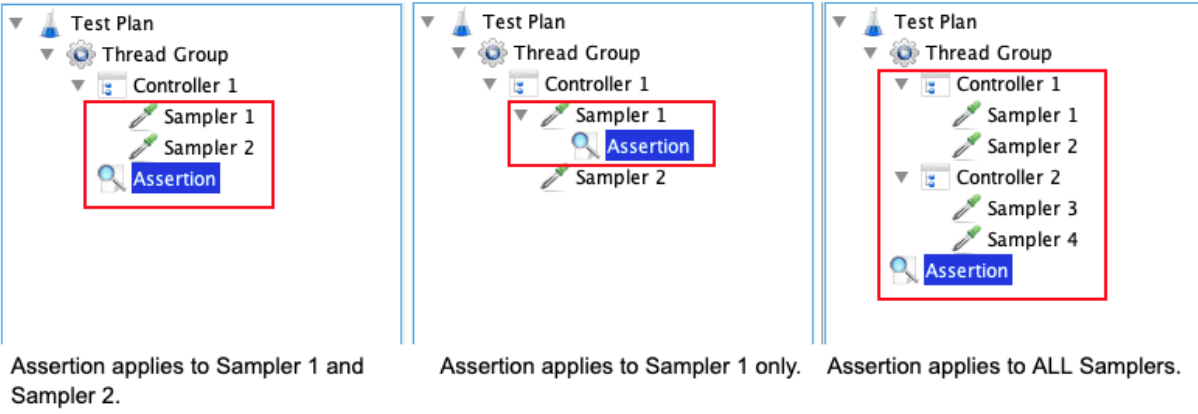 Test Plan
Thread Group
Controller 1
Sampler 1
Sampler 2
Assertion
Assertion applies to Sampler 1 and
Sampler 2.
Test Plan
Thread Group
Controller 1
Sampler 1
Assertion
Sampler 2
Assertion applies to Sampler 1 only.
Test Plan
Thread Group
Controller 1
Sampler 1
Sampler 2
Controller 2
Sampler 3
Sampler 4
Assertion
Assertion applies to ALL Samplers.